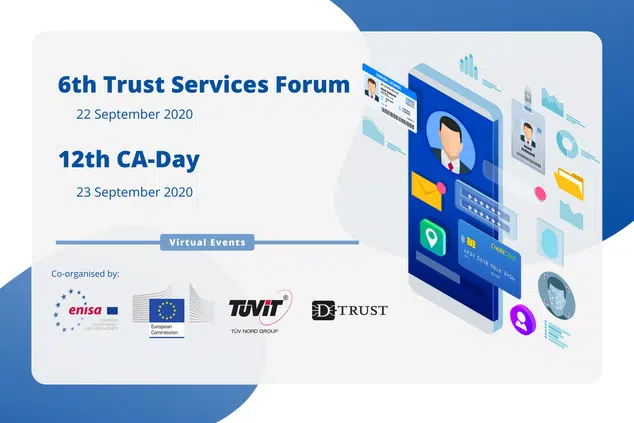 6th Trust Services Forum
22 September 2020
12th CA-Day
23 September 2020
Virtual Events
Co-organised by:
enisa
European
Commission
TÜViT®
TÜV NORD GROUP
D-TRUST
CreditCard